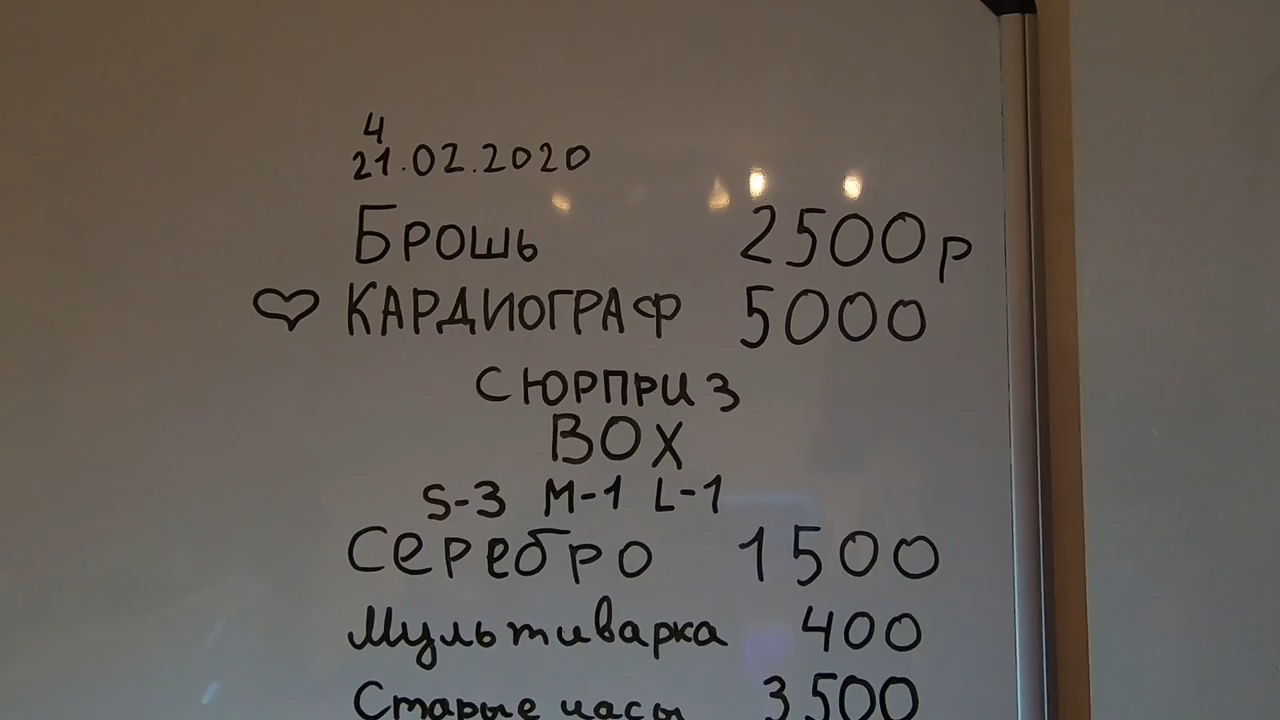 4
21.02.2020
Брошь 2500р
КАРДИОГРАФ 5000
СЮРПРИЗ
BOX
S-3 M-1 L-1
Серебро 1500
Мультиварка 400
Старые часы 3500